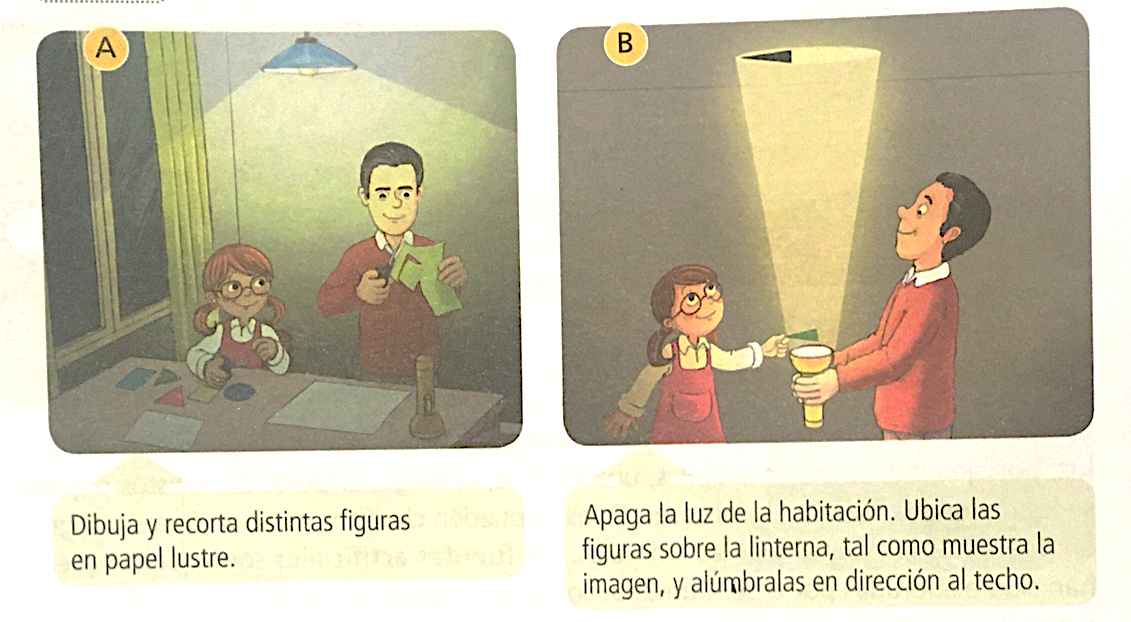 A
B
Dibuja y recorta distintas figuras
en papel lustre.
Apaga la luz de la habitación. Ubica las
figuras sobre la linterna, tal como muestra la
imagen, y alúmbralas en dirección al techo.